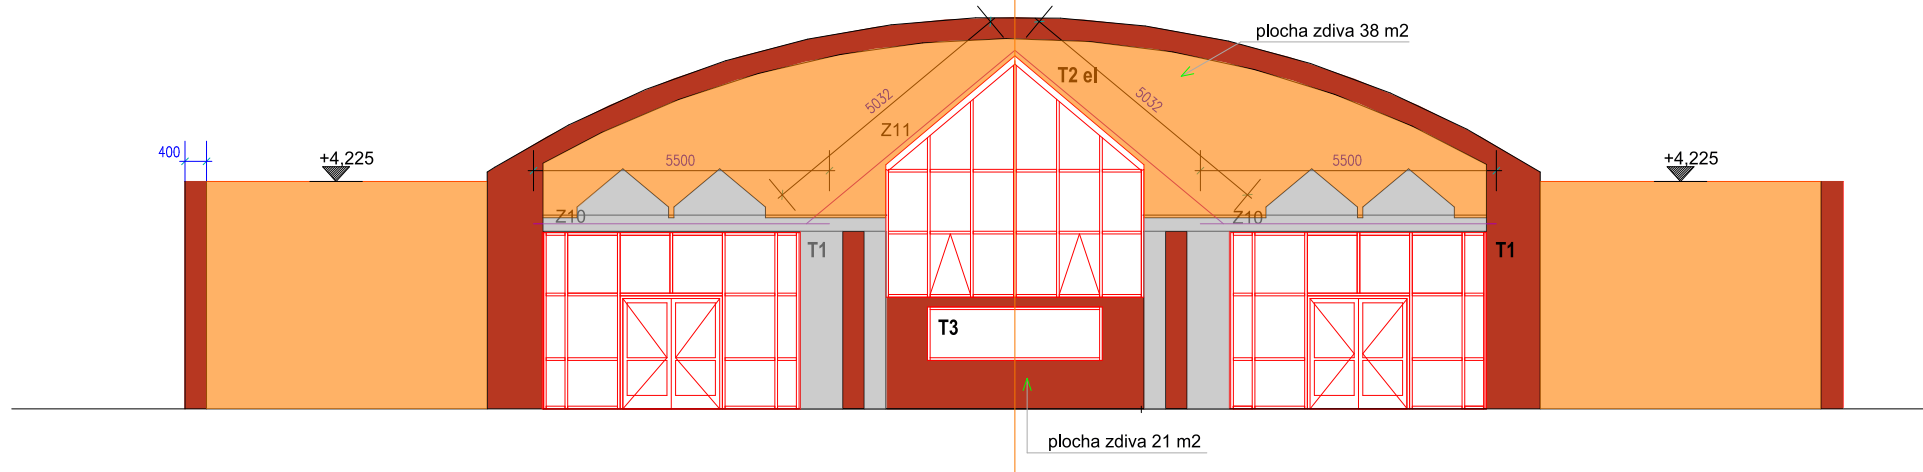 plocha zdiva 38 m2
T2 el
5032
5032
Z11
400
+4,225
5500
5500
+4,225
Z10
Z10
T1
T1
T3
plocha zdiva 21 m2